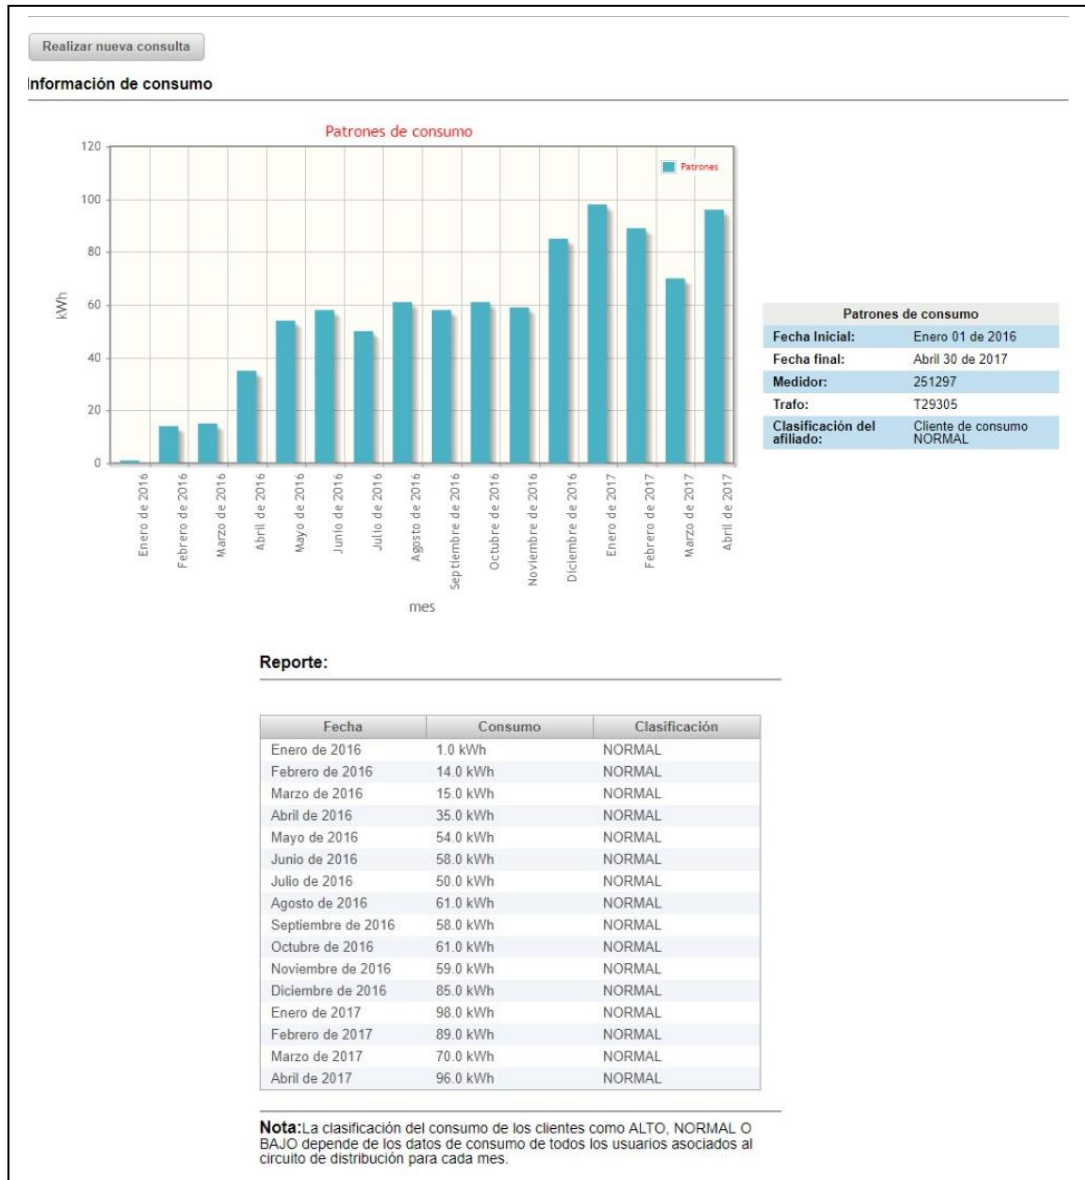 Realizar nueva consulta
Información de consumo
Patrones de consumo
Patrones
120
100
80
60
40
20
0
kWh
Enero de 2016
Febrero de 2016
Marzo de 2016
Abril de 2016
Mayo de 2016
Junio de 2016
Julio de 2016
Agosto de 2016
Septiembre de 2016
Octubre de 2016
Noviembre de 2016
Diciembre de 2016
Enero de 2017
Febrero de 2017
Marzo de 2017
Abril de 2017
mes
Patrones de consumo
Fecha Inicial: Enero 01 de 2016
Fecha final: Abril 30 de 2017
Medidor: 251297
Trafo: T29305
Clasificación del Cliente de consumo
afiliado: NORMAL
Reporte:
Fecha Consumo Clasificación
Enero de 2016 1.0 kWh NORMAL
Febrero de 2016 14.0 kWh NORMAL
Marzo de 2016 15.0 kWh NORMAL
Abril de 2016 35.0 kWh NORMAL
Mayo de 2016 54.0 kWh NORMAL
Junio de 2016 58.0 kWh NORMAL
Julio de 2016 50.0 kWh NORMAL
Agosto de 2016 61.0 kWh NORMAL
Septiembre de 2016 58.0 kWh NORMAL
Octubre de 2016 61.0 kWh NORMAL
Noviembre de 2016 59.0 kWh NORMAL
Diciembre de 2016 85.0 kWh NORMAL
Enero de 2017 98.0 kWh NORMAL
Febrero de 2017 89.0 kWh NORMAL
Marzo de 2017 70.0 kWh NORMAL
Abril de 2017 96.0 kWh NORMAL
Nota:La clasificación del consumo de los clientes como ALTO, NORMAL O
BAJO depende de los datos de consumo de todos los usuarios asociados al
circuito de distribución para cada mes.